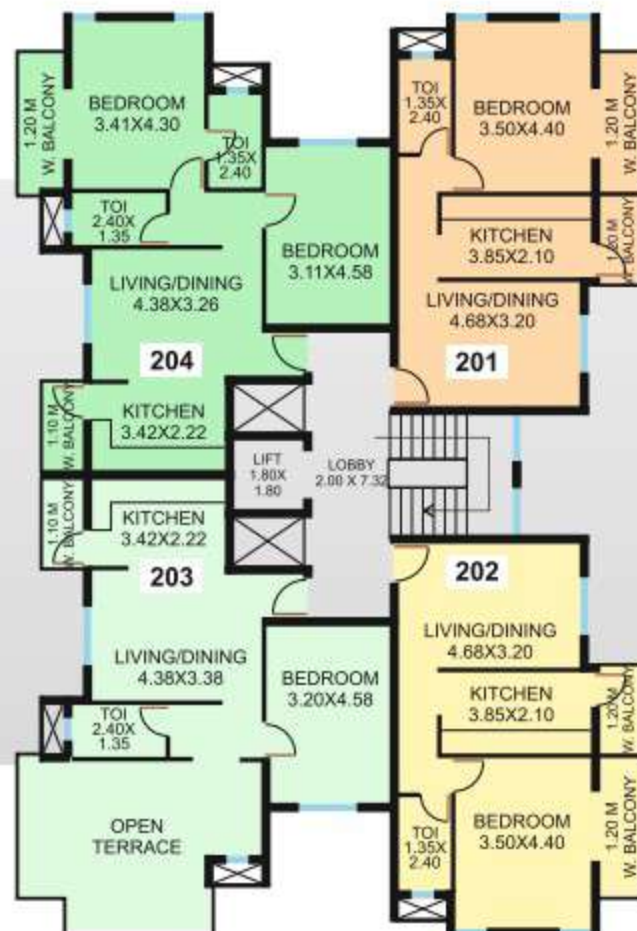 1.20 M
W. BALCONY
BEDROOM
3.41X4.30
TOI
1.35X
2.40
TOI
2.40X
1.35
BEDROOM
3.11X4.58
LIVING/DINING
4.38X3.26
204
KITCHEN
3.42X2.22
1.10 M
W. BALCONY
TOI
1.35X
2.40
BEDROOM
3.50X4.40
1.20 M
W. BALCONY
KITCHEN
3.85X2.10
1.20 M
W. BALCONY
LIVING/DINING
4.68X3.20
201
LIFT
1.80X
1.80
LOBBY
2.00 X 7.32
1.10 M
W. BALCONY
KITCHEN
3.42X2.22
203
LIVING/DINING
4.38X3.38
BEDROOM
3.20X4.58
TOI
2.40X
1.35
OPEN
TERRACE
202
LIVING/DINING
4.68X3.20
KITCHEN
3.85X2.10
1.20 M
W. BALCONY
TOI
1.35X
2.40
BEDROOM
3.50X4.40
1.20 M
W. BALCONY